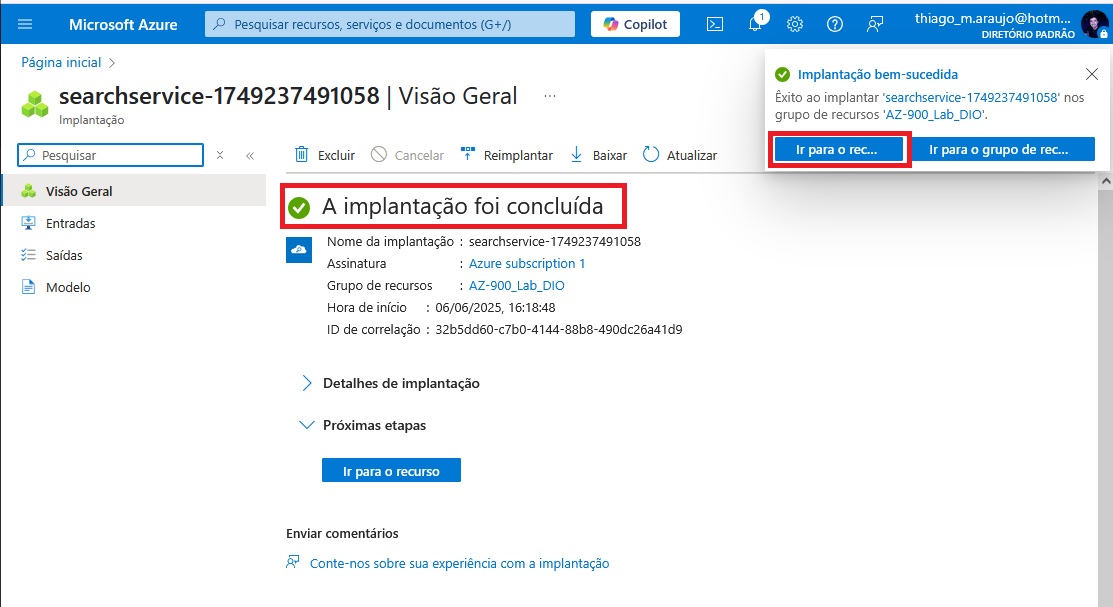 Microsoft Azure
Pesquisar recursos, serviços e documentos (G+/)
Copilot
1
thiago_m.araujo@hotm...
DIRETÓRIO PADRÃO
Página inicial
searchservice-1749237491058 | Visão Geral ...
Implantação
Implantação bem-sucedida
Êxito ao implantar 'searchservice-1749237491058' nos
grupo de recursos 'AZ-900_Lab_DIO'.
Ir para o rec...
Ir para o grupo de rec...
Pesquisar
Excluir
Cancelar
Reimplantar
Baixar
Atualizar
Visão Geral
Entradas
Saídas
Modelo
A implantação foi concluída
Nome da implantação : searchservice-1749237491058
Assinatura : Azure subscription 1
Grupo de recursos : AZ-900_Lab_DIO
Hora de início : 06/06/2025, 16:18:48
ID de correlação : 32b5dd60-c7b0-4144-88b8-490dc26a41d9
Detalhes de implantação
Próximas etapas
Ir para o recurso
Enviar comentários
Conte-nos sobre sua experiência com a implantação